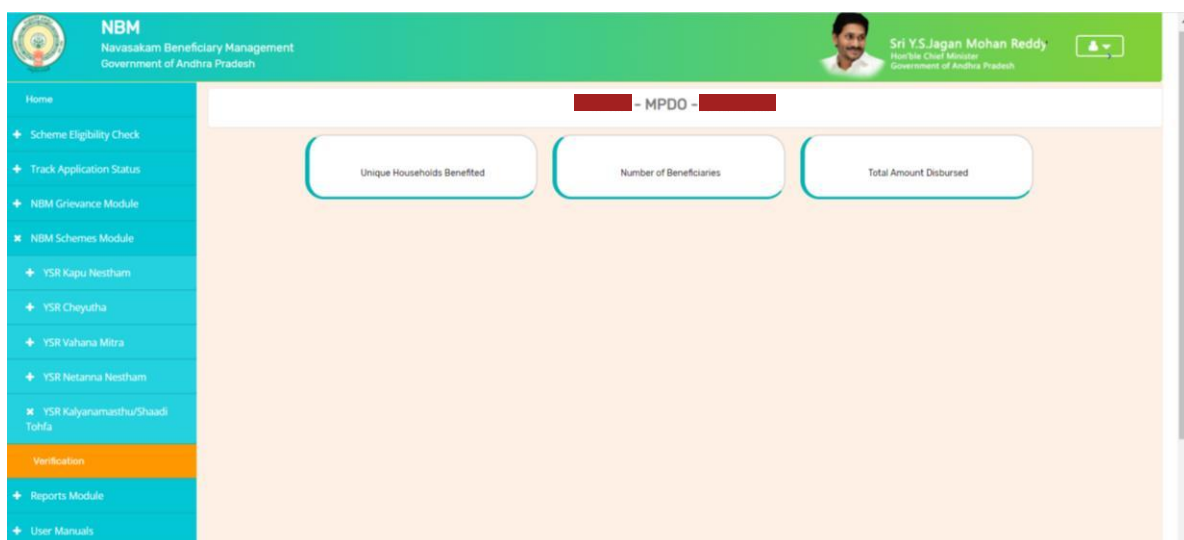 NBM
Navasakam Beneficiary Management
Government of Andhra Pradesh
Sri Y.S.Jagan Mohan Reddy
Hon'ble Chief Minister
Government of Andhra Pradesh
Home
- MPDO -
Scheme Eligibility Check
Track Application Status
NBM Grievance Module
NBM Schemes Module
YSR Kapu Nestham
YSR Cheyutha
YSR Vahana Mitra
YSR Netanna Nestham
YSR Kalyanamasthu/Shaadi
Tohfa
Verification
Reports Module
User Manuals
Unique Households Benefited
Number of Beneficiaries
Total Amount Disbursed